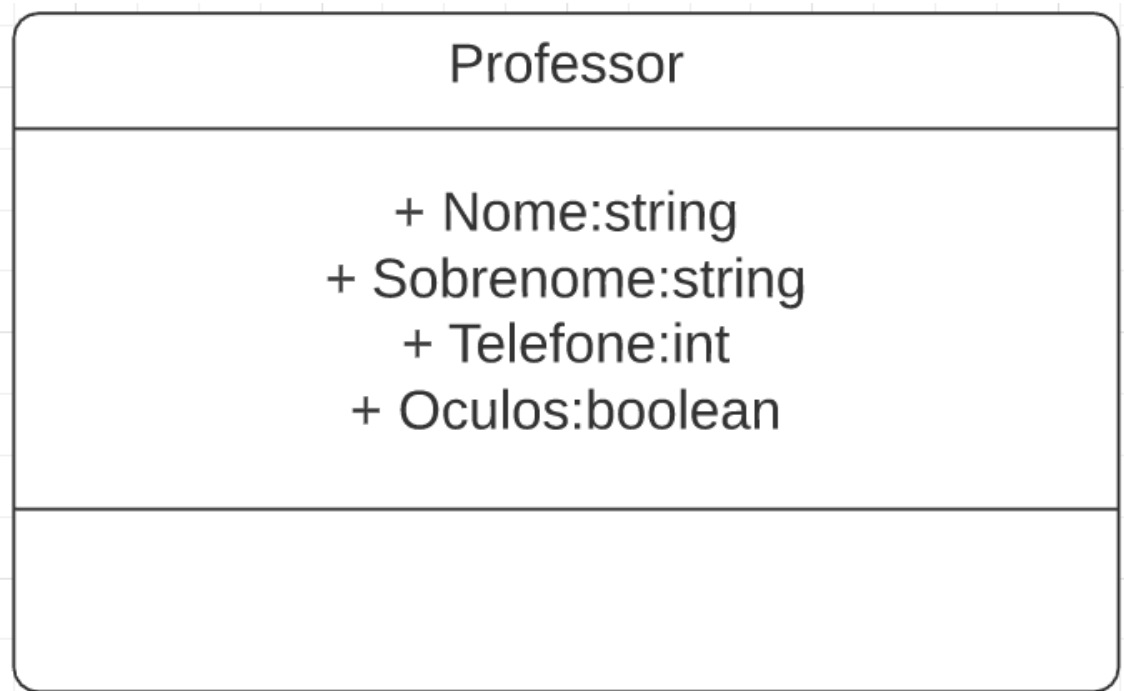 Professor
+ Nome:string
+ Sobrenome:string
+ Telefone:int
+ Oculos:boolean